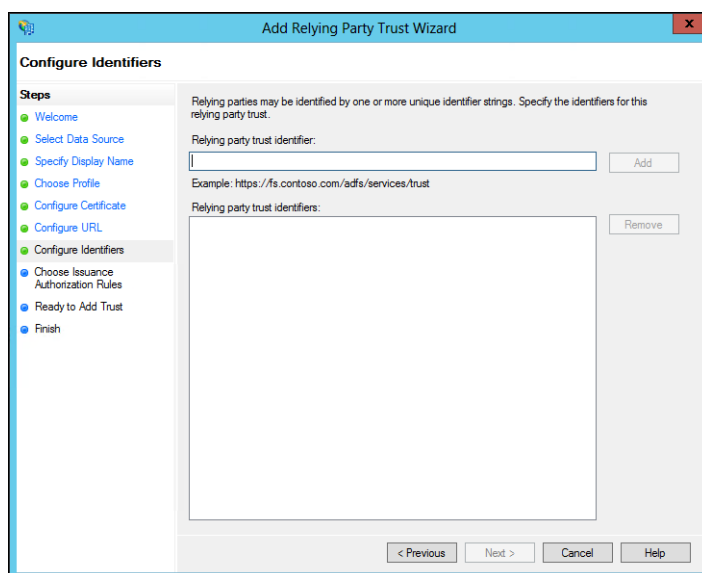 Add Relying Party Trust Wizard
x
Configure Identifiers
Steps
Welcome
Select Data Source
Specify Display Name
Choose Profile
Configure Certificate
Configure URL
Configure Identifiers
Choose Issuance
Authorization Rules
Ready to Add Trust
Finish
Relying parties may be identified by one or more unique identifier strings. Specify the identifiers for this
relying party trust.
Relying party trust identifier:
Add
Example: https://fs.contoso.com/adfs/services/trust
Relying party trust identifiers:
Remove
< Previous
Next >
Cancel
Help